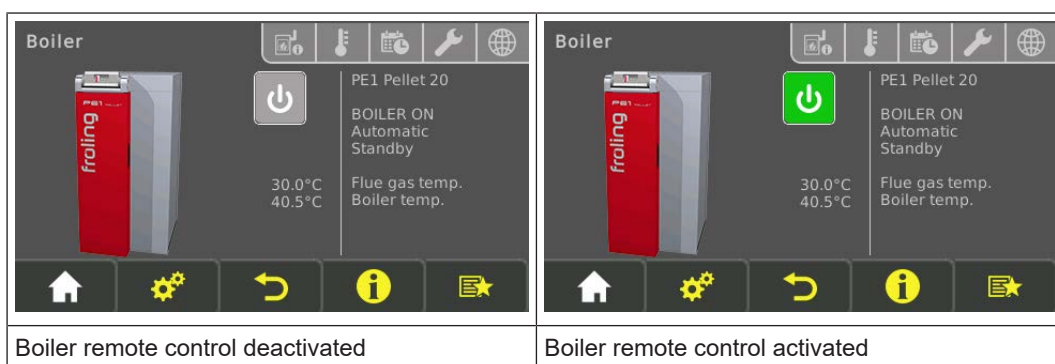 Boiler
PE1 Pellet 20
BOILER ON
Automatic
Standby
30.0°C Flue gas temp.
40.5°C Boiler temp.
PE1
froling
Boiler remote control deactivated
Boiler
PE1 Pellet 20
BOILER ON
Automatic
Standby
30.0°C Flue gas temp.
40.5°C Boiler temp.
PE1
froling
Boiler remote control activated